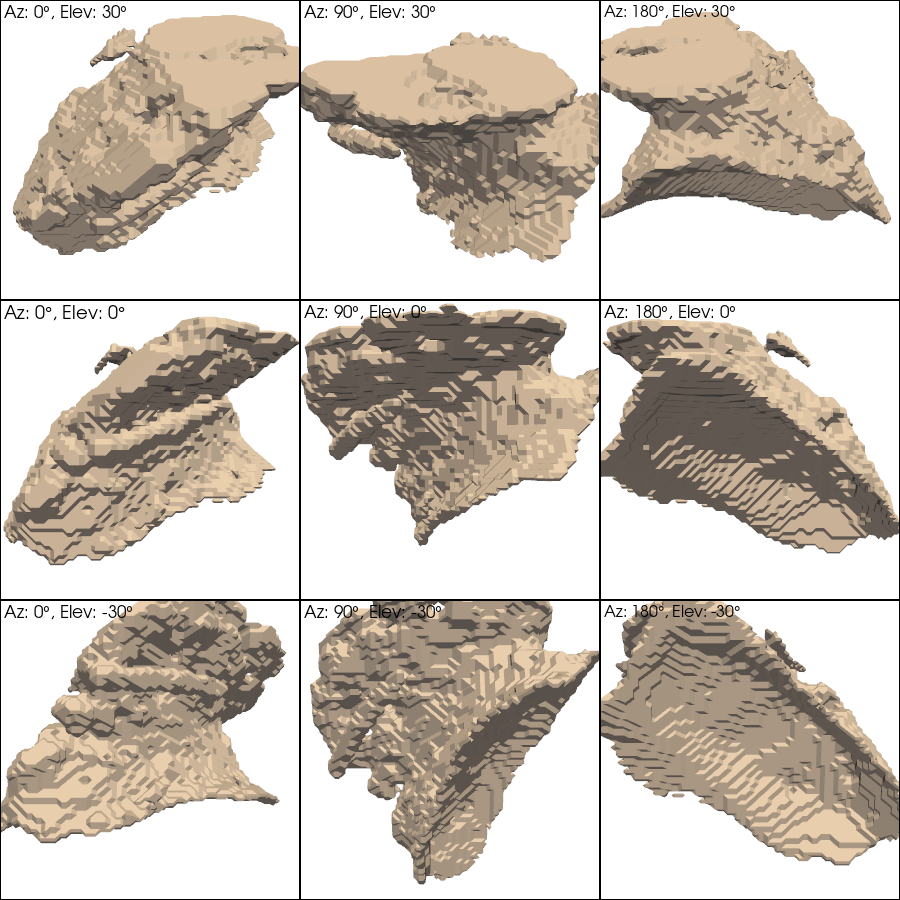 Az: 0°, Elev: 30°
Az: 90°, Elev: 30°
Az: 180°, Elev: 30°
Az: 0°, Elev: 0°
Az: 90°, Elev: 0°
Az: 180°, Elev: 0°
Az: 0°, Elev: -30°
Az: 90°, Elev: -30°
Az: 180°, Elev: -30°